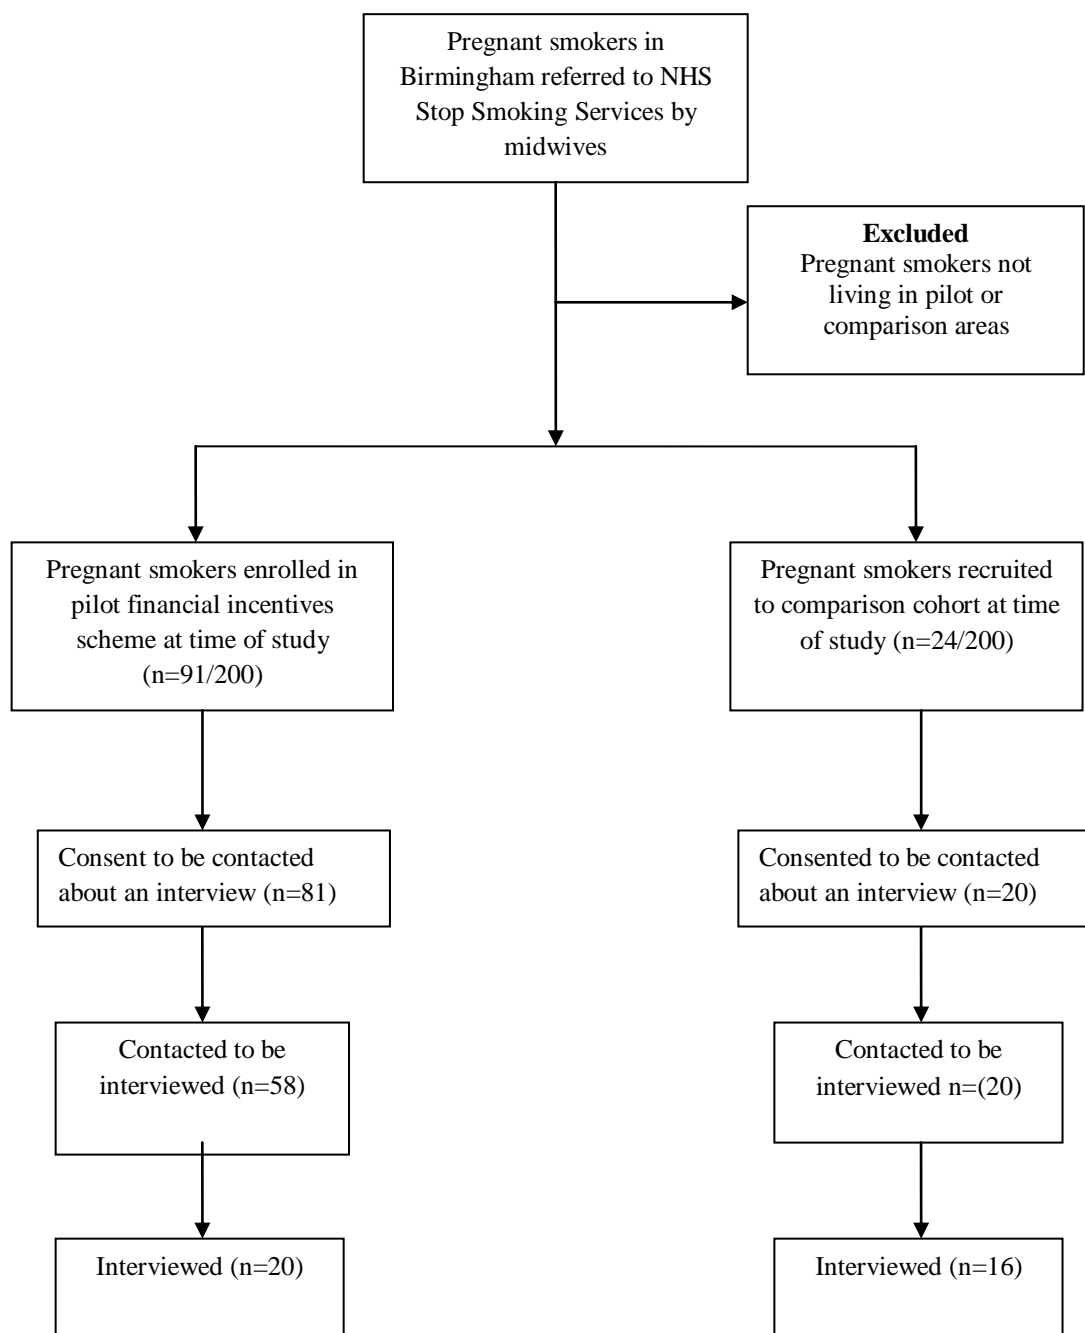 Pregnant smokers in
Birmingham referred to NHS
Stop Smoking Services by
midwives
Excluded
Pregnant smokers not
living in pilot or
comparison areas
Pregnant smokers enrolled in
pilot financial incentives
scheme at time of study
(n=91/200)
Pregnant smokers recruited
to comparison cohort at time
of study (n=24/200)
Consent to be contacted
about an interview (n=81)
Consented to be contacted
about an interview (n=20)
Contacted to be
interviewed (n=58)
Contacted to be
interviewed n=(20)
Interviewed (n=20)
Interviewed (n=16)